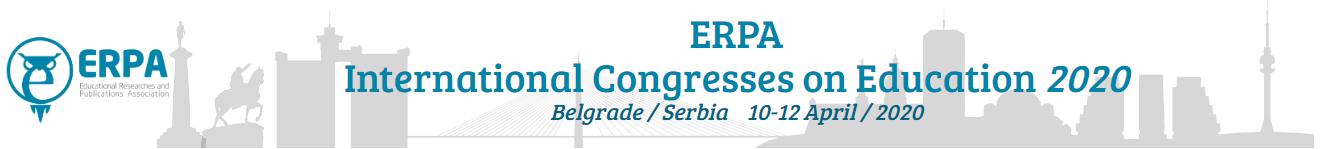 ERPA
Educational Researches and
Publications Association
ERPA
International Congresses on Education 2020
Belgrade / Serbia 10-12 April / 2020